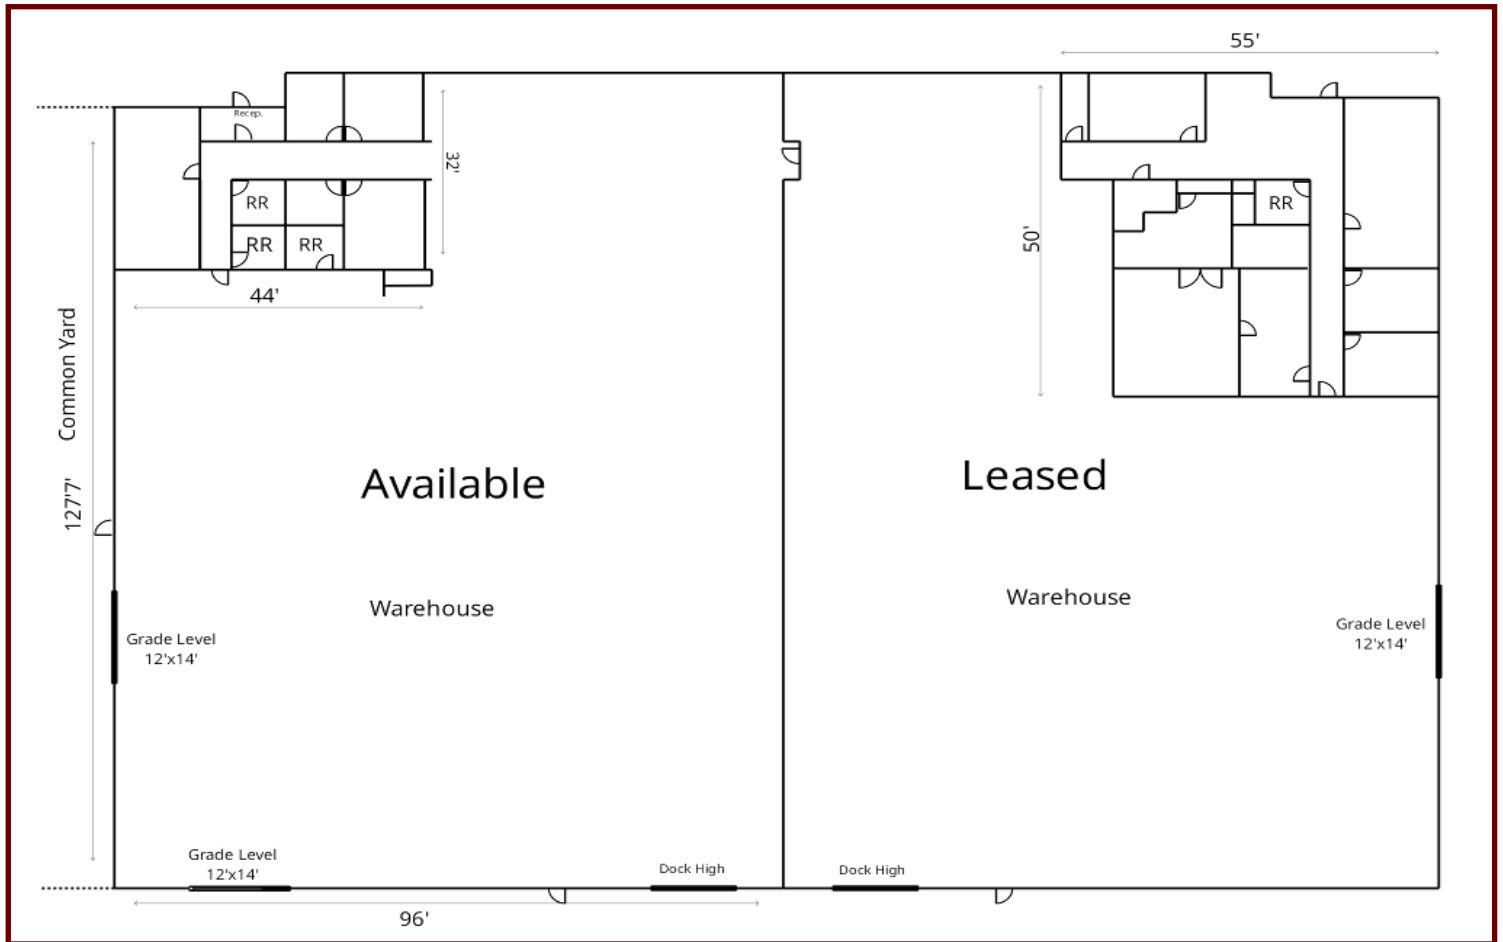 55'
Recep.
32'
RR
RR
RR
RR
50'
44'
Common Yard
127'7'
Available
Leased
Warehouse
Warehouse
Grade Level
12'x14'
Grade Level
12'x14'
Grade Level
12'x14'
Dock High
Dock High
96'